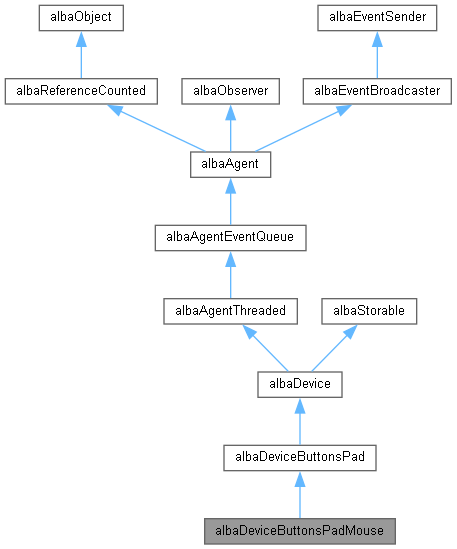 albaObject
albaEventSender
albaReferenceCounted
albaObserver
albaEventBroadcaster
albaAgent
albaAgentEventQueue
albaAgentThreaded
albaStorable
albaDevice
albaDeviceButtonsPad
albaDeviceButtonsPadMouse